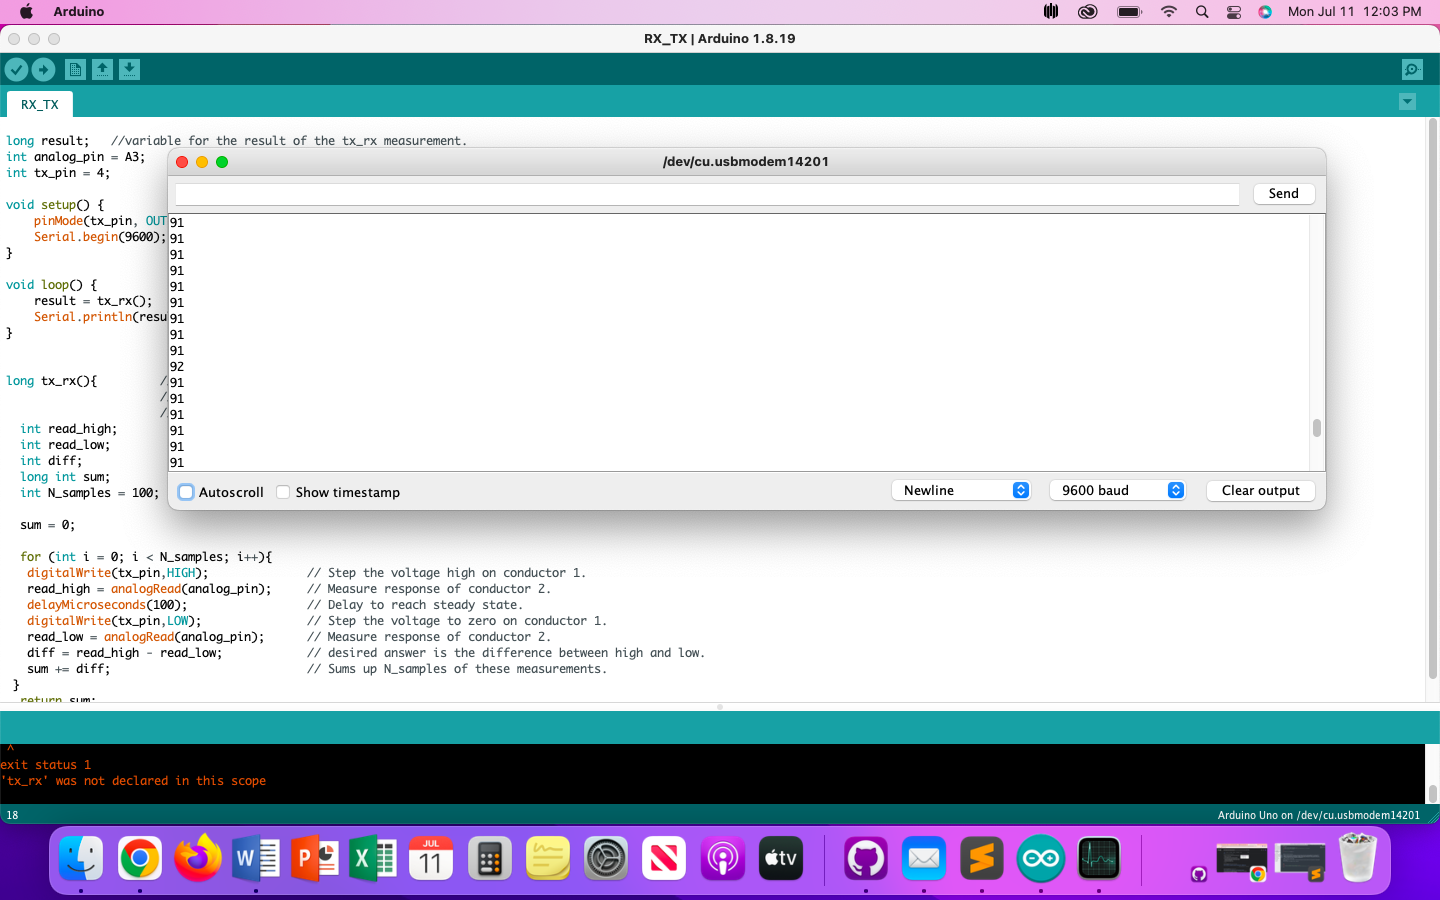 Arduino
Mon Jul 11 12:03 PM
RX_TX | Arduino 1.8.19
RX_TX
long result;   //variable for the result of the tx_rx measurement.
int analog_pin = A3;
int tx_pin = 4;
void setup() {
pinMode(tx_pin, OUT
Serial.begin(9600);
}
void loop() {
result = tx_rx();
Serial.println(resu
}
long tx_rx(){         /
/
/
int read_high;
int read_low;
int diff;
long int sum;
int N_samples = 100;
sum = 0;
for (int i = 0; i < N_samples; i++){
digitalWrite(tx_pin,HIGH);              // Step the voltage high on conductor 1.
read_high = analogRead(analog_pin);     // Measure response of conductor 2.
delayMicroseconds(100);                 // Delay to reach steady state.
digitalWrite(tx_pin,LOW);               // Step the voltage to zero on conductor 1.
read_low = analogRead(analog_pin);      // Measure response of conductor 2.
diff = read_high - read_low;            // desired answer is the difference between high and low.
sum += diff;                            // Sums up N_samples of these measurements.
}
return sum;
/dev/cu.usbmodem14201
Send
91
91
91
91
91
91
91
91
91
92
91
91
91
91
91
91
Autoscroll
Show timestamp
Newline
9600 baud
Clear output
^
exit status 1
'tx_rx' was not declared in this scope
18
Arduino Uno on /dev/cu.usbmodem14201
W
P
X
JUL
11
N
tv
S